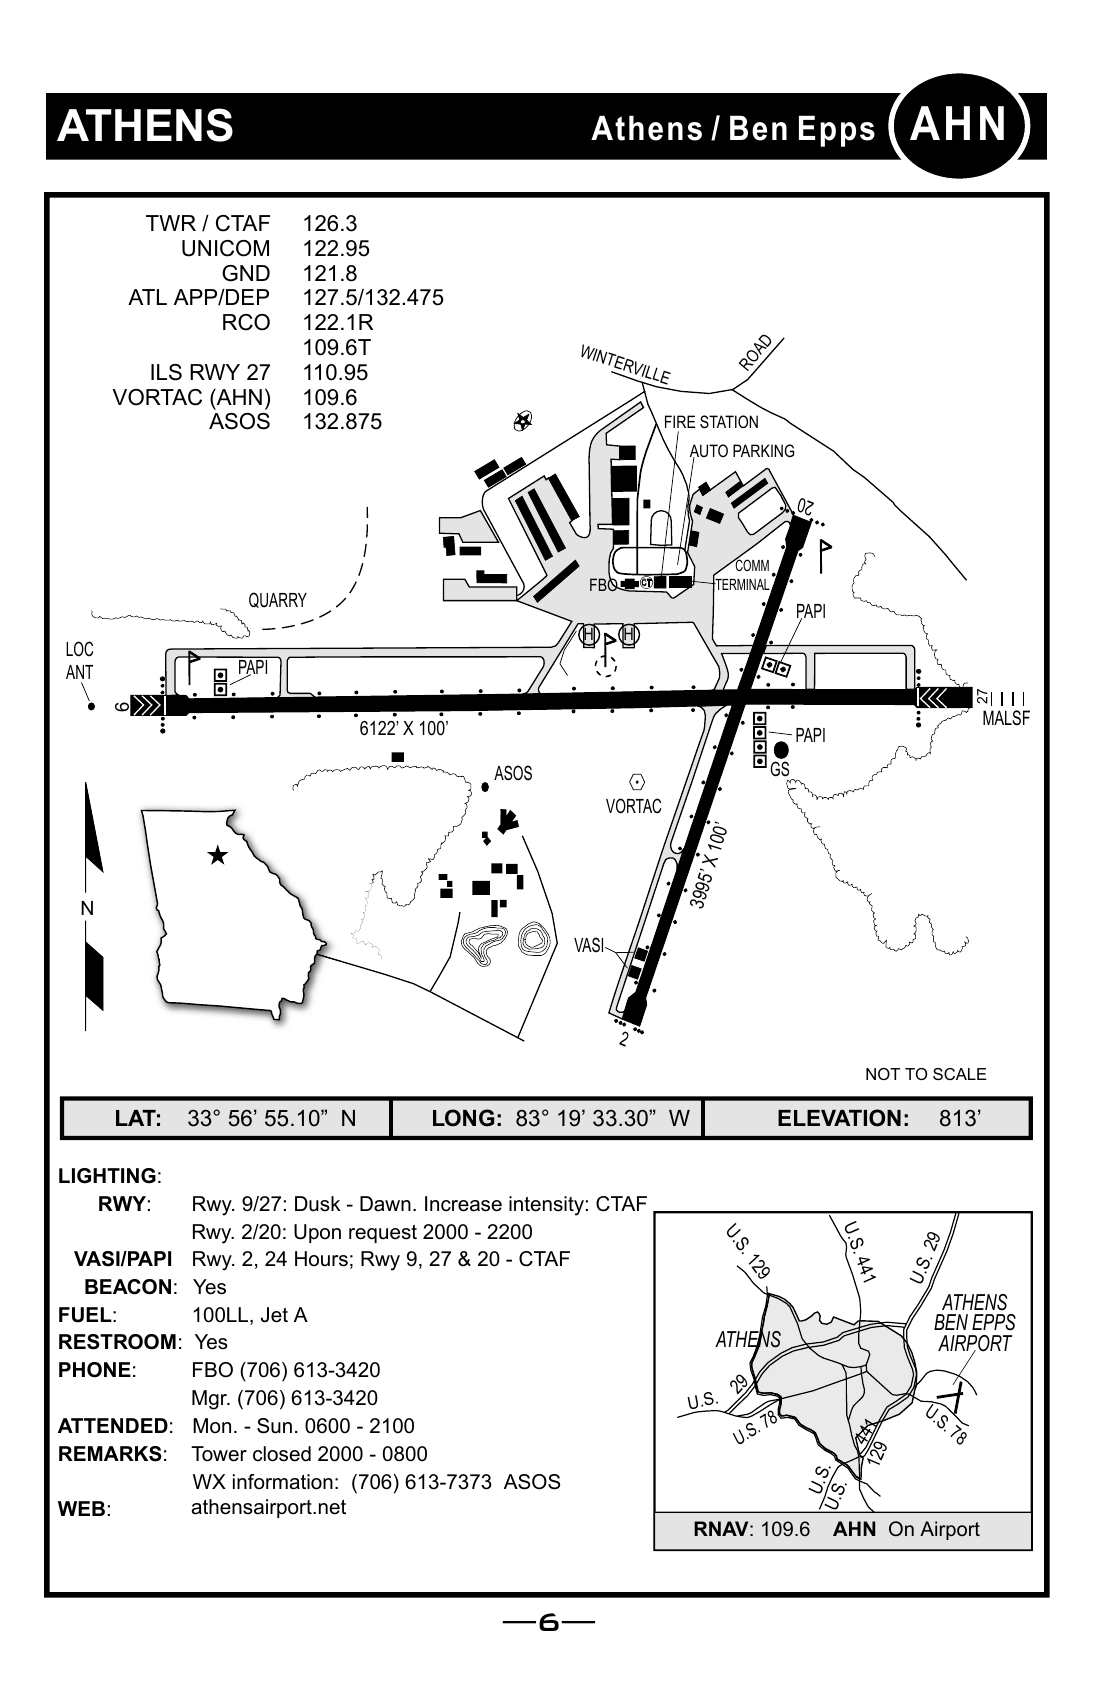 ATHENS
Athens / Ben Epps
AHN
TWR / CTAF 126.3
UNICOM 122.95
GND 121.8
ATL APP/DEP 127.5/132.475
RCO 122.1R
109.6T
ILS RWY 27 110.95
VORTAC (AHN) 109.6
ASOS 132.875
WINTERVILLE
ROAD
FIRE STATION
AUTO PARKING
20
COMM
TERMINAL
FBO
CT
QUARRY
PAPI
H H
LOC
ANT
PAPI
9
27
MALSF
6122' X 100'
PAPI
GS
ASOS
VORTAC
3995' X 100'
N
VASI
2
NOT TO SCALE
LAT: 33° 56’ 55.10” N LONG: 83° 19’ 33.30” W ELEVATION: 813’
LIGHTING:
RWY: Rwy. 9/27: Dusk - Dawn. Increase intensity: CTAF
Rwy. 2/20: Upon request 2000 - 2200
VASI/PAPI Rwy. 2, 24 Hours; Rwy 9, 27 & 20 - CTAF
BEACON: Yes
FUEL: 100LL, Jet A
RESTROOM: Yes
PHONE: FBO (706) 613-3420
Mgr. (706) 613-3420
ATTENDED: Mon. - Sun. 0600 - 2100
REMARKS: Tower closed 2000 - 0800
WX information: (706) 613-7373 ASOS
WEB: athensairport.net
U.S. 129
U.S. 441
U.S. 29
ATHENS
BEN EPPS
AIRPORT
ATHENS
U.S. 29
U.S. 78
U.S. 78
U.S. 441
U.S. 129
RNAV: 109.6 AHN On Airport
6